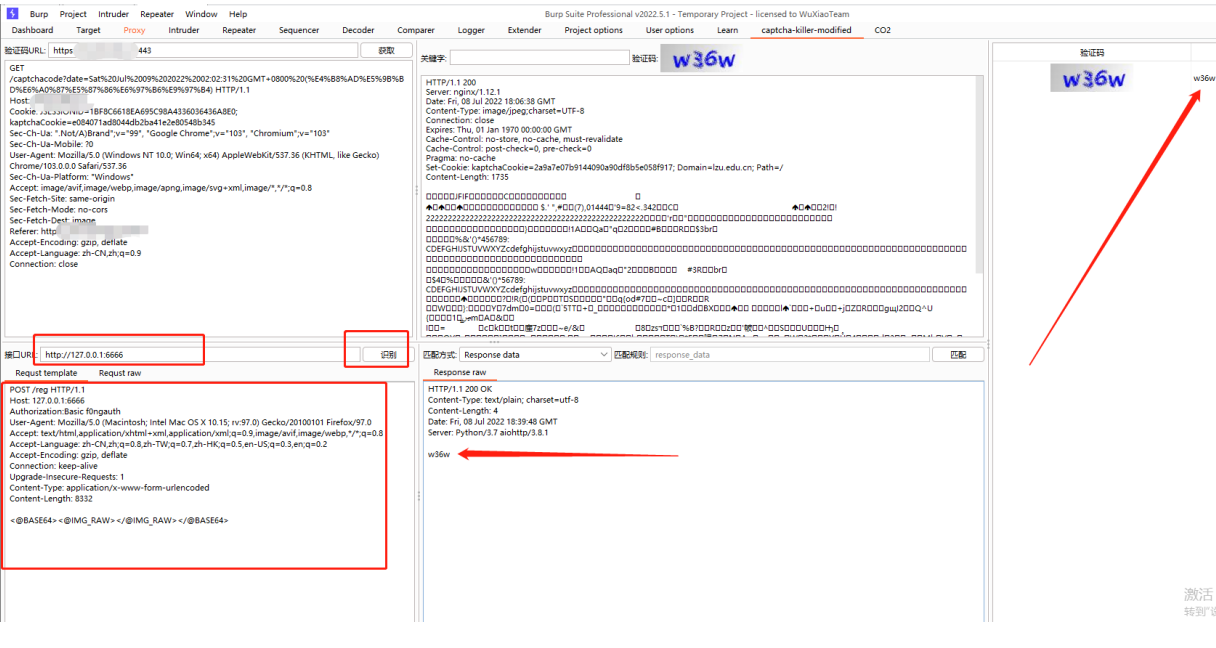 Burp Project Intruder Repeater Window Help
Burp Suite Professional v2022.5.1 - Temporary Project - licensed to WuXiaoTeam
Dashboard Target Proxy Intruder Repeater Sequencer Decoder Comparer Logger Extender Project options User options Learn captcha-killer-modified CO2
验证码URL: https 443 获取
GET
/captchacode?date=Sat%20Jul%2009%202022%2002:02:31%20GMT+0800%20(%E4%B8%AD%E5%9B%B
D%E6%A0%87%E5%87%86%E6%97%B6%E9%97%B4) HTTP/1.1
Host:
Cookie: JSESSIONID=1BF8C6618EA695C98A4336036436A8E0;
kaptchaCookie=e084071ad8044db2ba41e2e80548b345
Sec-Ch-Ua: ".Not/A)Brand";v="99", "Google Chrome";v="103", "Chromium";v="103"
Sec-Ch-Ua-Mobile: ?0
User-Agent: Mozilla/5.0 (Windows NT 10.0; Win64; x64) AppleWebKit/537.36 (KHTML, like Gecko)
Chrome/103.0.0.0 Safari/537.36
Sec-Ch-Ua-Platform: "Windows"
Accept: image/avif,image/webp,image/apng,image/svg+xml,image/*,*/*;q=0.8
Sec-Fetch-Site: same-origin
Sec-Fetch-Mode: no-cors
Sec-Fetch-Dest: image
Referer: http
Accept-Encoding: gzip, deflate
Accept-Language: zh-CN,zh;q=0.9
Connection: close
关键字: 验证码: w36w
HTTP/1.1 200
Server: nginx/1.12.1
Date: Fri, 08 Jul 2022 18:06:38 GMT
Content-Type: image/jpeg;charset=UTF-8
Connection: close
Expires: Thu, 01 Jan 1970 00:00:00 GMT
Cache-Control: no-store, no-cache, must-revalidate
Cache-Control: post-check=0, pre-check=0
Pragma: no-cache
Set-Cookie: kaptchaCookie=2a9a7e07b9144090a90df8b5e058f917; Domain=lzu.edu.cn; Path=/
Content-Length: 1735
验证码
w36w w36w
接口URL: http://127.0.0.1:6666 识别
Requst template Requst raw
POST /reg HTTP/1.1
Host: 127.0.0.1:6666
Authorization:Basic f0ngauth
User-Agent: Mozilla/5.0 (Macintosh; Intel Mac OS X 10.15; rv:97.0) Gecko/20100101 Firefox/97.0
Accept: text/html,application/xhtml+xml,application/xml;q=0.9,image/avif,image/webp,*/*;q=0.8
Accept-Language: zh-CN,zh;q=0.8,zh-TW;q=0.7,zh-HK;q=0.5,en-US;q=0.3,en;q=0.2
Accept-Encoding: gzip, deflate
Connection: keep-alive
Upgrade-Insecure-Requests: 1
Content-Type: application/x-www-form-urlencoded
Content-Length: 8332
<@BASE64><@IMG_RAW></@IMG_RAW></@BASE64>
匹配方式: Response data 匹配规则: response_data 匹配
Response raw
HTTP/1.1 200 OK
Content-Type: text/plain; charset=utf-8
Content-Length: 4
Date: Fri, 08 Jul 2022 18:39:48 GMT
Server: Python/3.7 aiohttp/3.8.1
w36w
激活
转到"设